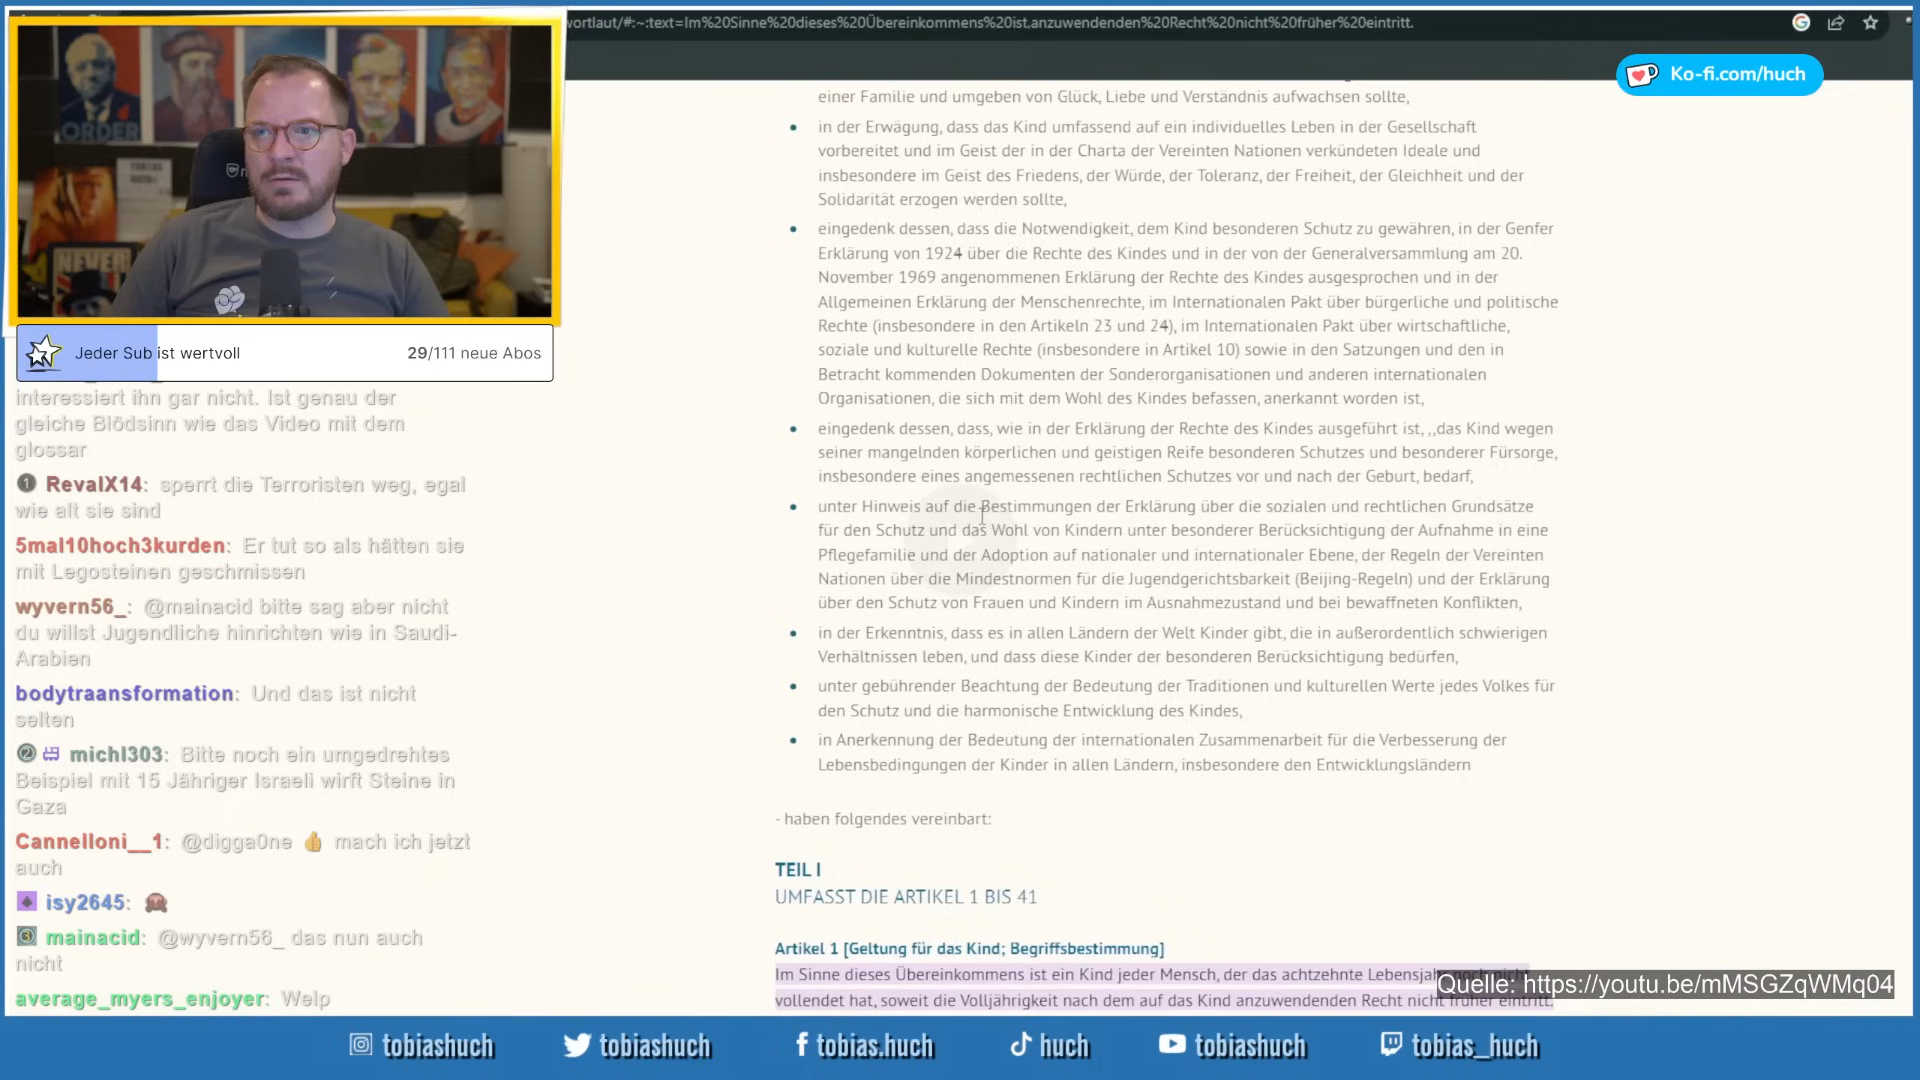 wortlaut/#:~:text=Im%20Sinne%20dieses%20Übereinkommens%20ist,anzuwendenden%20Recht%20nicht%20früher%20eintritt.
Ko-fi.com/huch
ORDER
NEVER
Jeder Sub ist wertvoll
29/111 neue Abos
interessiert ihn gar nicht. Ist genau der
gleiche Blödsinn wie das Video mit dem
glossar
RevalX14: sperrt die Terroristen weg, egal
wie alt sie sind
5mal10hoch3kurden: Er tut so als hätten sie
mit Legosteinen geschmissen
wyvern56_: @mainacid bitte sag aber nicht
du willst Jugendliche hinrichten wie in Saudi-
Arabien
bodytraansformation: Und das ist nicht
selten
michl303: Bitte noch ein umgedrehtes
Beispiel mit 15 Jähriger Israeli wirft Steine in
Gaza
Cannelloni__1: @digga0ne 👍 mach ich jetzt
auch
isy2645:
mainacid: @wyvern56_ das nun auch
nicht
average_myers_enjoyer: Welp
einer Familie und umgeben von Glück, Liebe und Verständnis aufwachsen sollte,
• in der Erwägung, dass das Kind umfassend auf ein individuelles Leben in der Gesellschaft
vorbereitet und im Geist der in der Charta der Vereinten Nationen verkündeten Ideale und
insbesondere im Geist des Friedens, der Würde, der Toleranz, der Freiheit, der Gleichheit und der
Solidarität erzogen werden sollte,
• eingedenk dessen, dass die Notwendigkeit, dem Kind besonderen Schutz zu gewähren, in der Genfer
Erklärung von 1924 über die Rechte des Kindes und in der von der Generalversammlung am 20.
November 1969 angenommenen Erklärung der Rechte des Kindes ausgesprochen und in der
Allgemeinen Erklärung der Menschenrechte, im Internationalen Pakt über bürgerliche und politische
Rechte (insbesondere in den Artikeln 23 und 24), im Internationalen Pakt über wirtschaftliche,
soziale und kulturelle Rechte (insbesondere in Artikel 10) sowie in den Satzungen und den in
Betracht kommenden Dokumenten der Sonderorganisationen und anderen internationalen
Organisationen, die sich mit dem Wohl des Kindes befassen, anerkannt worden ist,
• eingedenk dessen, dass, wie in der Erklärung der Rechte des Kindes ausgeführt ist, ,,das Kind wegen
seiner mangelnden körperlichen und geistigen Reife besonderen Schutzes und besonderer Fürsorge,
insbesondere eines angemessenen rechtlichen Schutzes vor und nach der Geburt, bedarf,
• unter Hinweis auf die Bestimmungen der Erklärung über die sozialen und rechtlichen Grundsätze
für den Schutz und das Wohl von Kindern unter besonderer Berücksichtigung der Aufnahme in eine
Pflegefamilie und der Adoption auf nationaler und internationaler Ebene, der Regeln der Vereinten
Nationen über die Mindestnormen für die Jugendgerichtsbarkeit (Beijing-Regeln) und der Erklärung
über den Schutz von Frauen und Kindern im Ausnahmezustand und bei bewaffneten Konflikten,
• in der Erkenntnis, dass es in allen Ländern der Welt Kinder gibt, die in außerordentlich schwierigen
Verhältnissen leben, und dass diese Kinder der besonderen Berücksichtigung bedürfen,
• unter gebührender Beachtung der Bedeutung der Traditionen und kulturellen Werte jedes Volkes für
den Schutz und die harmonische Entwicklung des Kindes,
• in Anerkennung der Bedeutung der internationalen Zusammenarbeit für die Verbesserung der
Lebensbedingungen der Kinder in allen Ländern, insbesondere den Entwicklungsländern
- haben folgendes vereinbart:
TEIL I
UMFASST DIE ARTIKEL 1 BIS 41
Artikel 1 [Geltung für das Kind; Begriffsbestimmung]
Im Sinne dieses Übereinkommens ist ein Kind jeder Mensch, der das achtzehnte Lebensjahr noch nicht
vollendet hat, soweit die Volljährigkeit nach dem auf das Kind anzuwendenden Recht nicht früher eintritt.
Quelle: https://youtu.be/mMSGZqWMq04
tobiashuch
tobiashuch
tobias.huch
huch
tobiashuch
tobias_huch